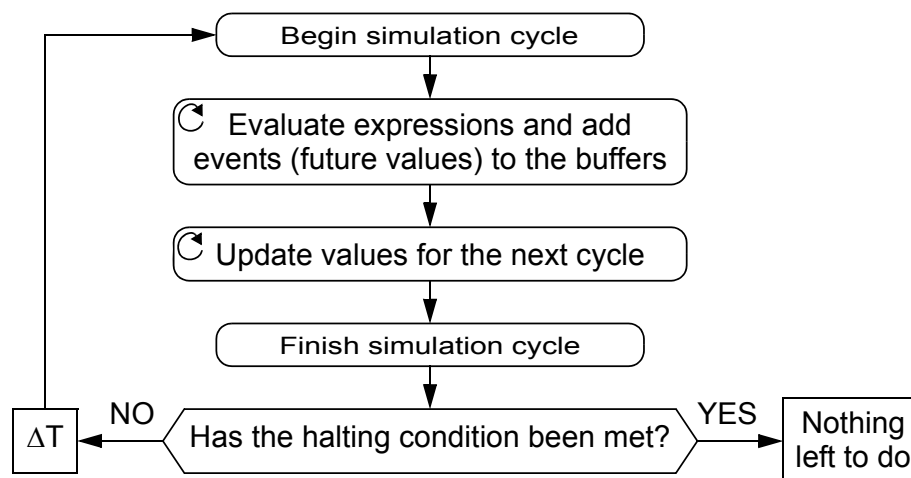 Begin simulation cycle
Evaluate expressions and add
events (future values) to the buffers
Update values for the next cycle
Finish simulation cycle
NO
YES
ΔT
Has the halting condition been met?
Nothing
left to do